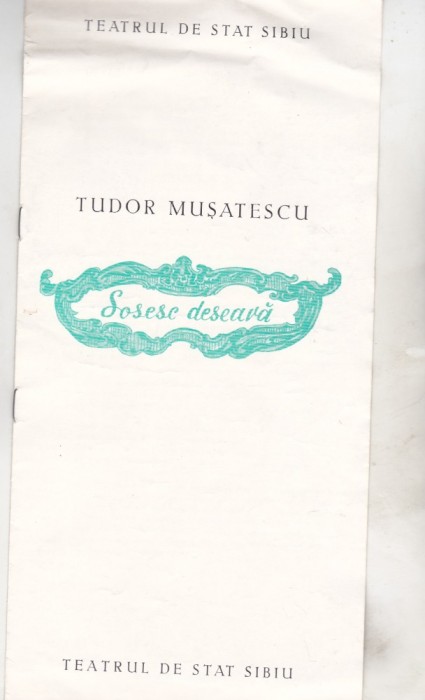 TEATRUL DE STAT SIBIU
TUDOR MUȘATESCU
Sosesc deseară
TEATRUL DE STAT SIBIU